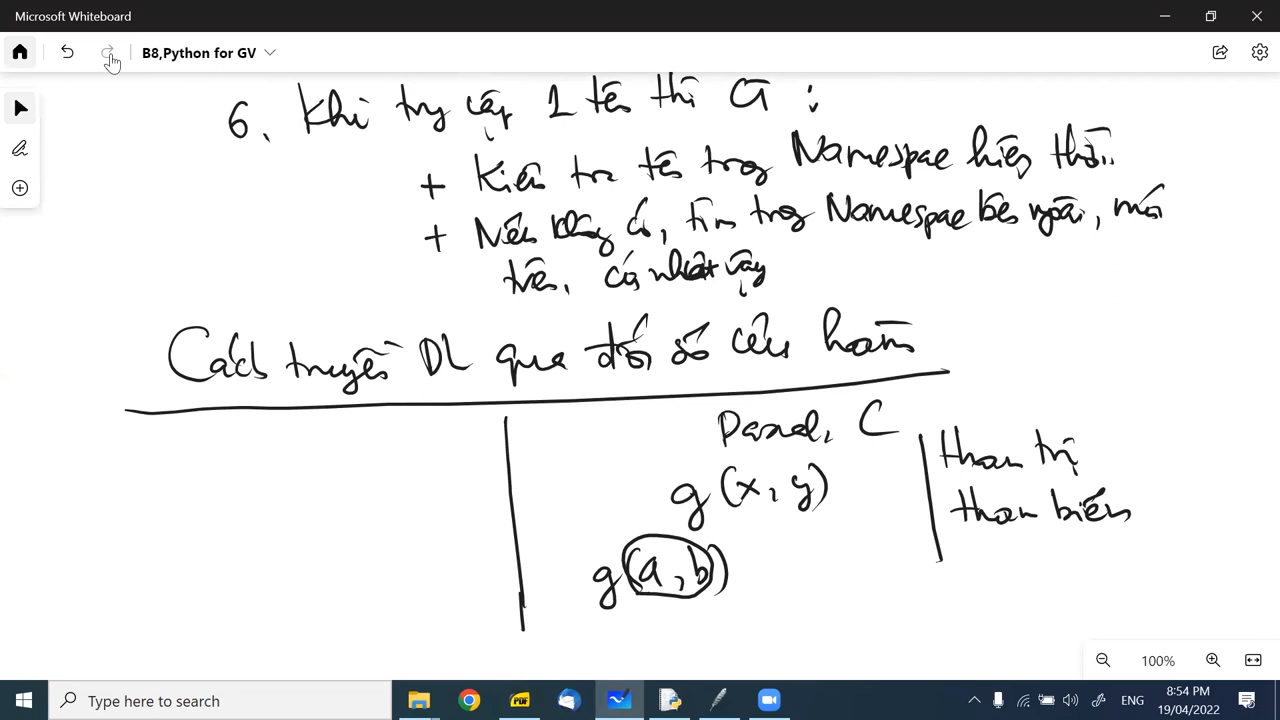 Microsoft Whiteboard
B8,Python for GV
6. Khi truy cập 1 tên thì G :
+ Kiểm tra tên trong Namespace hiện thời.
+ Nếu không có, tìm trong Namespace bên ngoài, mức
trên. cứ như vậy
Cách truyền DL qua đối số của hàm
Pascal, C
g(x, y)
g(a, b)
tham trị
tham biến
100%
Type here to search
ENG
8:54 PM
19/04/2022